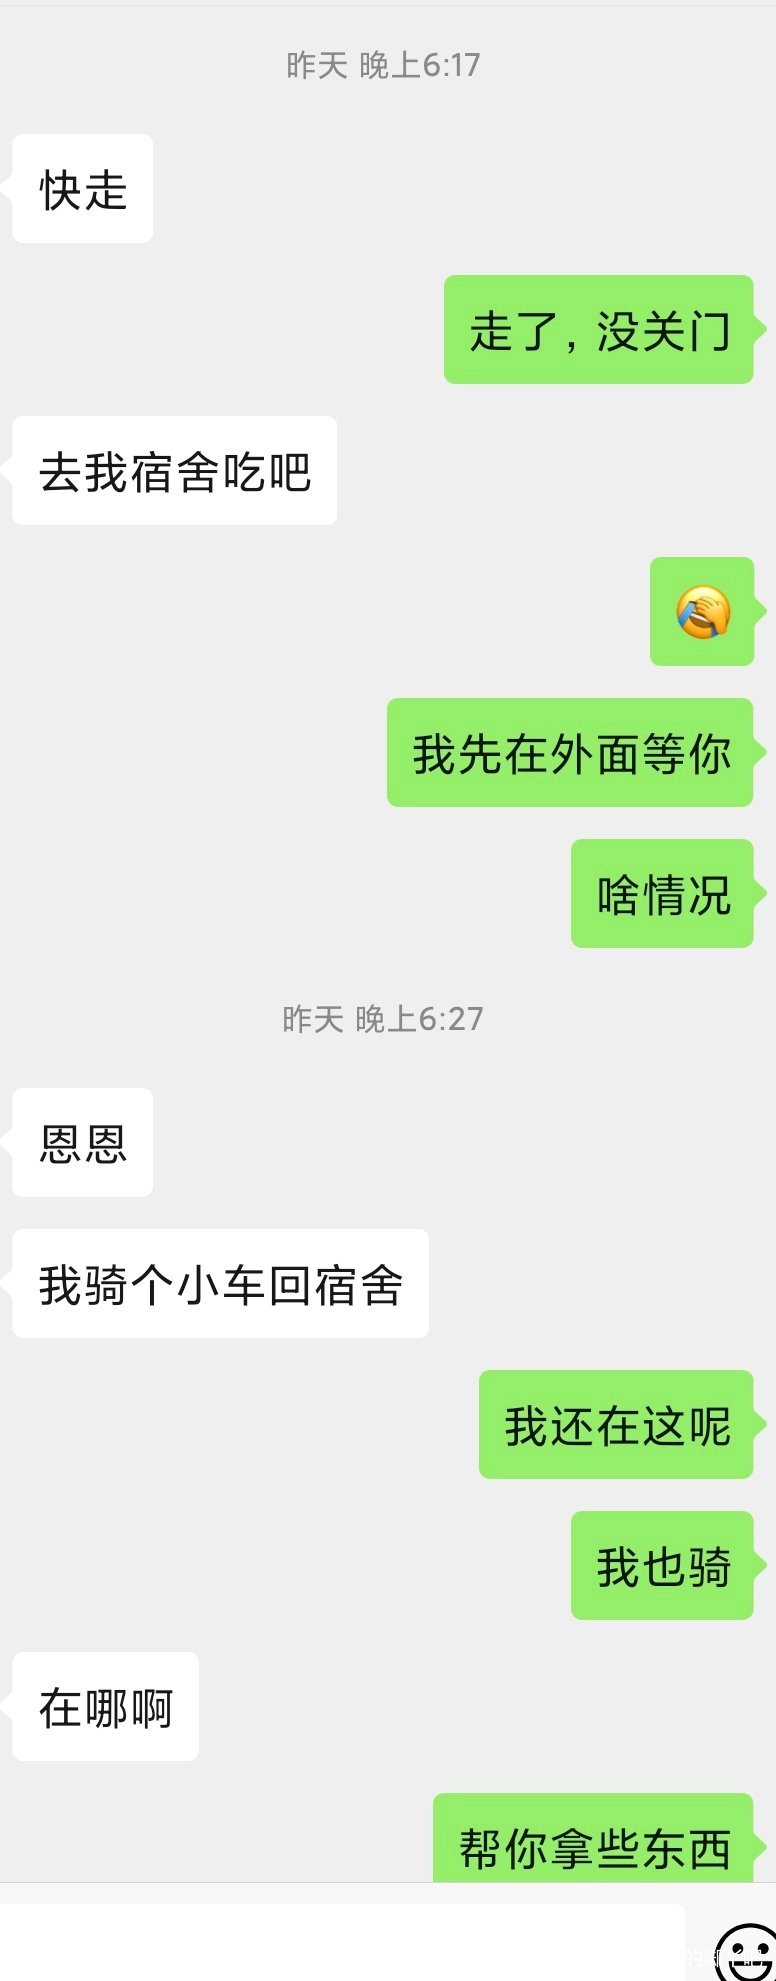 昨天 晚上6:17
快走
走了，没关门
去我宿舍吃吧
我先在外面等你
啥情况
昨天 晚上6:27
恩恩
我骑个小车回宿舍
我还在这呢
我也骑
在哪啊
帮你拿些东西